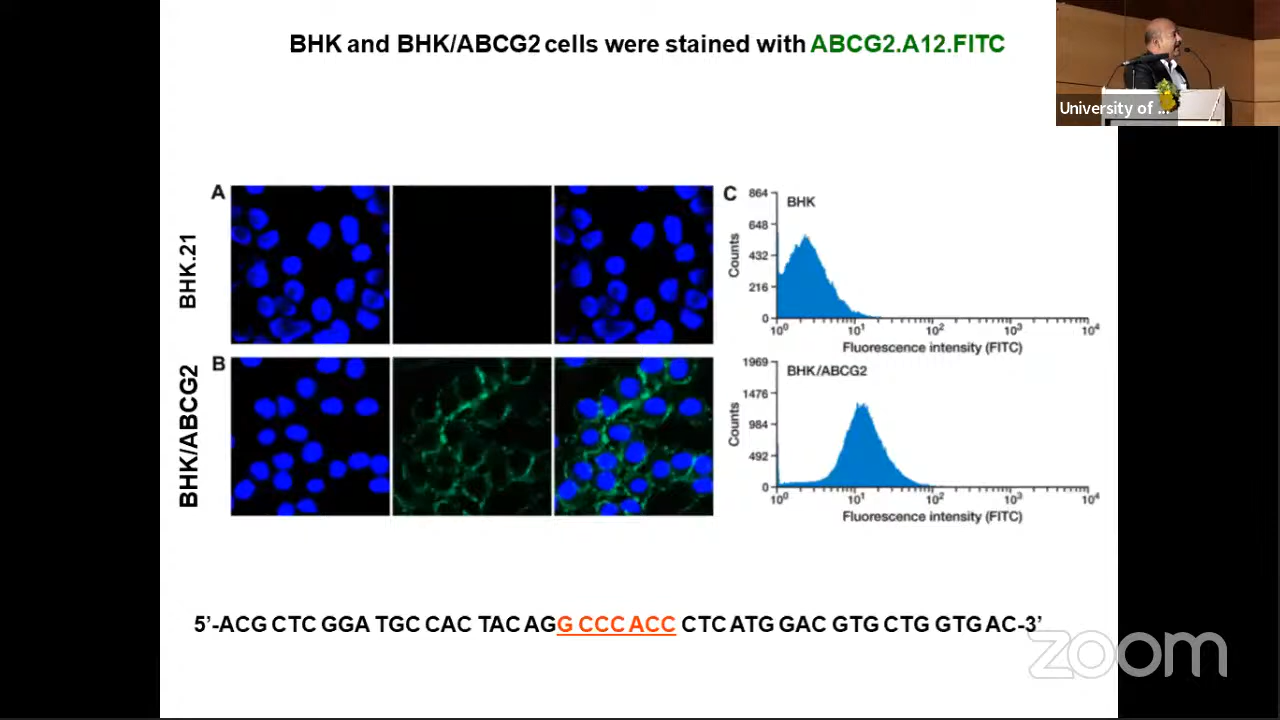 BHK and BHK/ABCG2 cells were stained with ABCG2.A12.FITC
University of ...
A
BHK.21
B
BHK/ABCG2
C
864
648
432
216
0
Counts
BHK
10⁰ 10¹ 10² 10³ 10⁴
Fluorescence intensity (FITC)
1969
1476
984
492
0
Counts
BHK/ABCG2
10⁰ 10¹ 10² 10³ 10⁴
Fluorescence intensity (FITC)
5’-ACG CTC GGA TGC CAC TAC AGG CCC ACC CTC ATG GAC GTG CTG GTG AC-3’
zoom